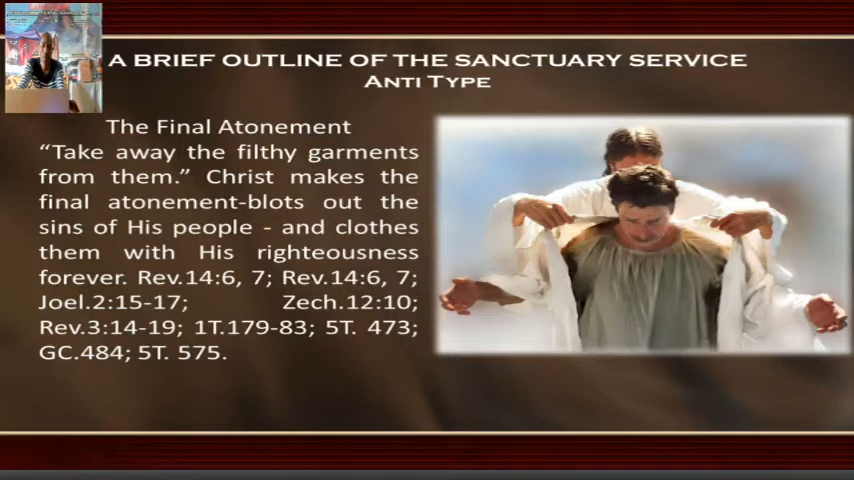 A BRIEF OUTLINE OF THE SANCTUARY SERVICE
ANTI TYPE
The Final Atonement
“Take away the filthy garments
from them.” Christ makes the
final atonement-blots out the
sins of His people - and clothes
them with His righteousness
forever. Rev.14:6, 7; Rev.14:6, 7;
Joel.2:15-17; Zech.12:10;
Rev.3:14-19; 1T.179-83; 5T. 473;
GC.484; 5T. 575.